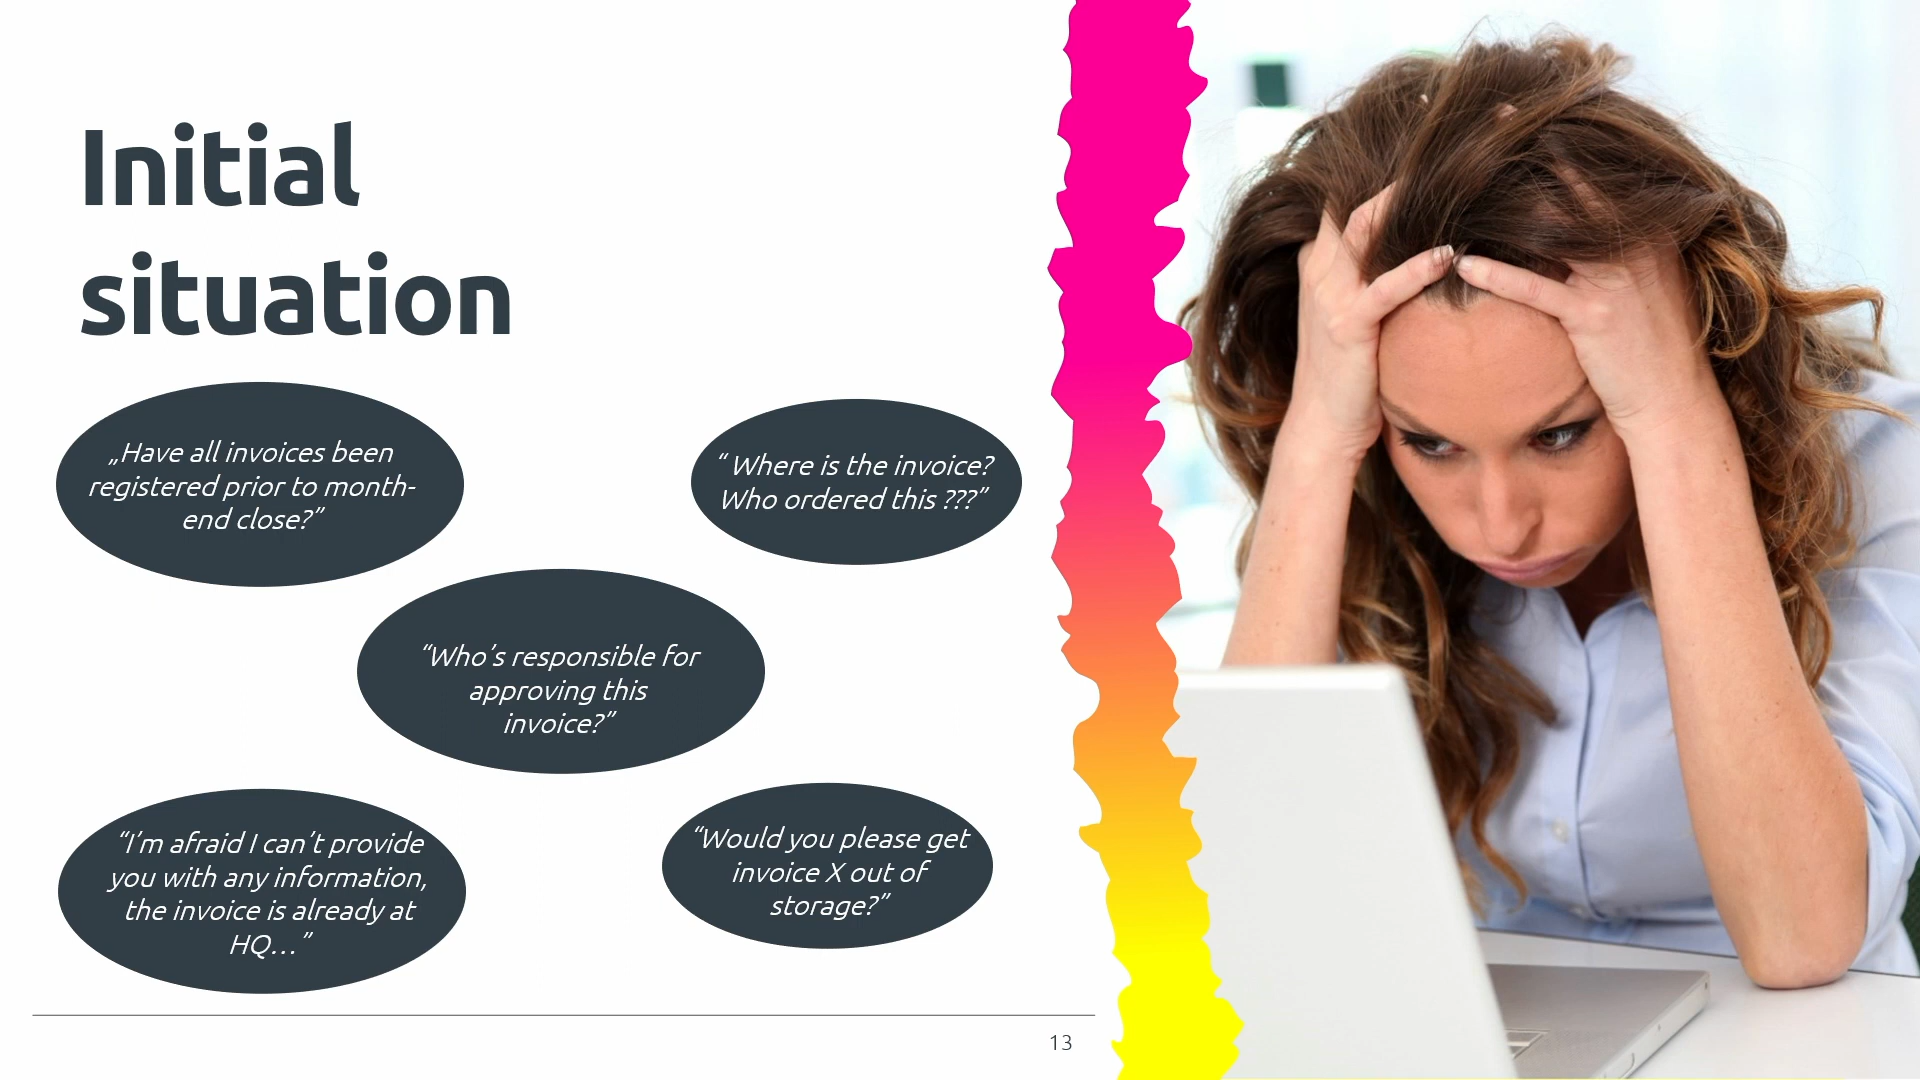 Initial
situation
„Have all invoices been
registered prior to month-
end close?”
“ Where is the invoice?
Who ordered this ???”
“Who’s responsible for
approving this
invoice?”
“I’m afraid I can’t provide
you with any information,
the invoice is already at
HQ…”
“Would you please get
invoice X out of
storage?”
13